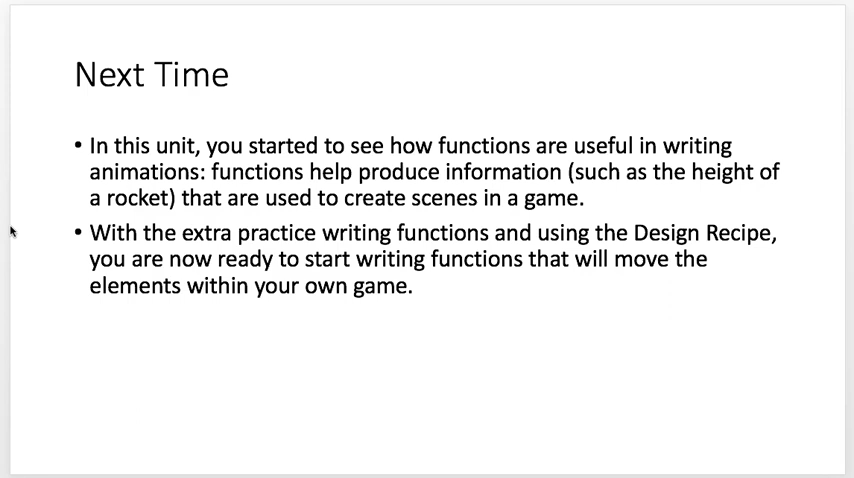 Next Time
• In this unit, you started to see how functions are useful in writing
animations: functions help produce information (such as the height of
a rocket) that are used to create scenes in a game.
• With the extra practice writing functions and using the Design Recipe,
you are now ready to start writing functions that will move the
elements within your own game.